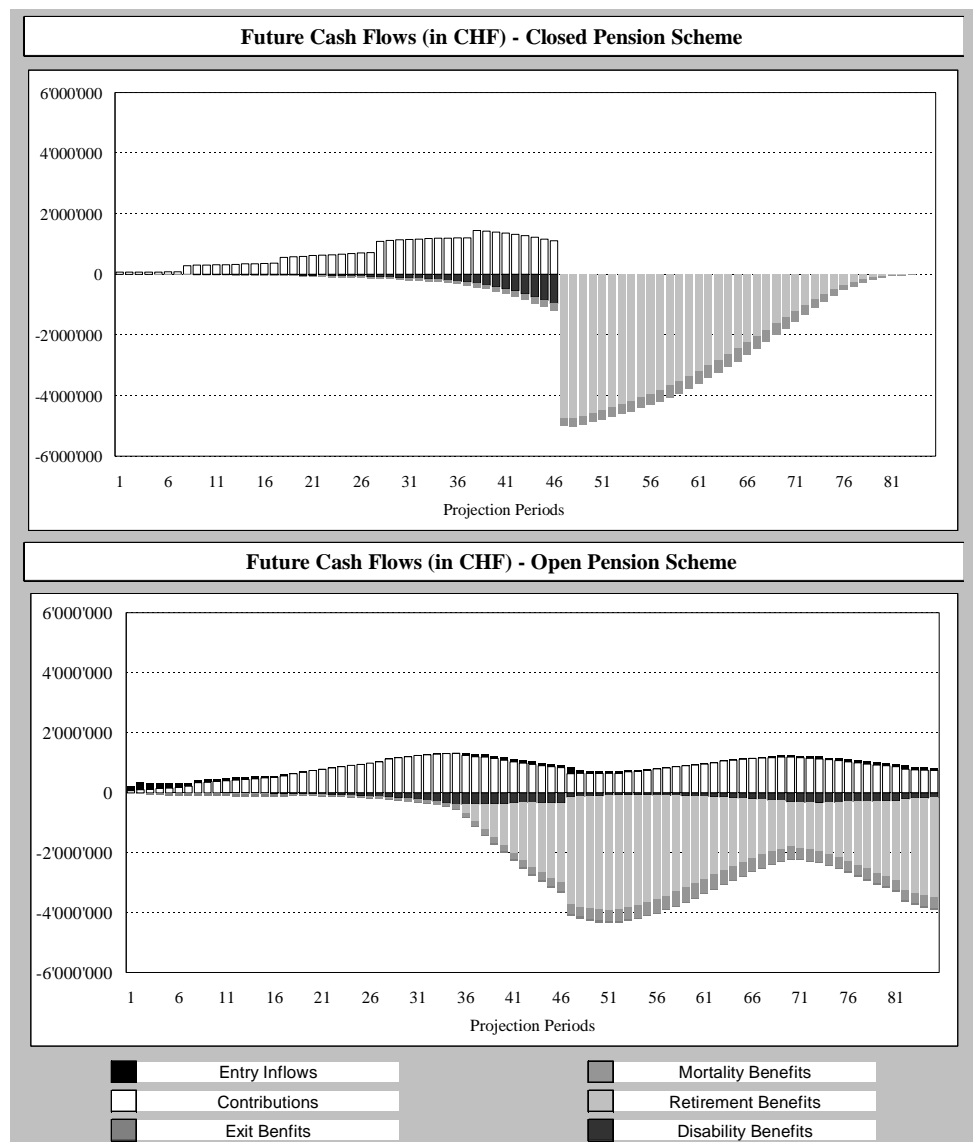 Future Cash Flows (in CHF) - Closed Pension Scheme
6'000'000
4'000'000
2'000'000
0
-2'000'000
-4'000'000
-6'000'000
1 6 11 16 21 26 31 36 41 46 51 56 61 66 71 76 81
Projection Periods
Future Cash Flows (in CHF) - Open Pension Scheme
6'000'000
4'000'000
2'000'000
0
-2'000'000
-4'000'000
-6'000'000
1 6 11 16 21 26 31 36 41 46 51 56 61 66 71 76 81
Projection Periods
Entry Inflows Mortality Benefits
Contributions Retirement Benefits
Exit Benfits Disability Benefits